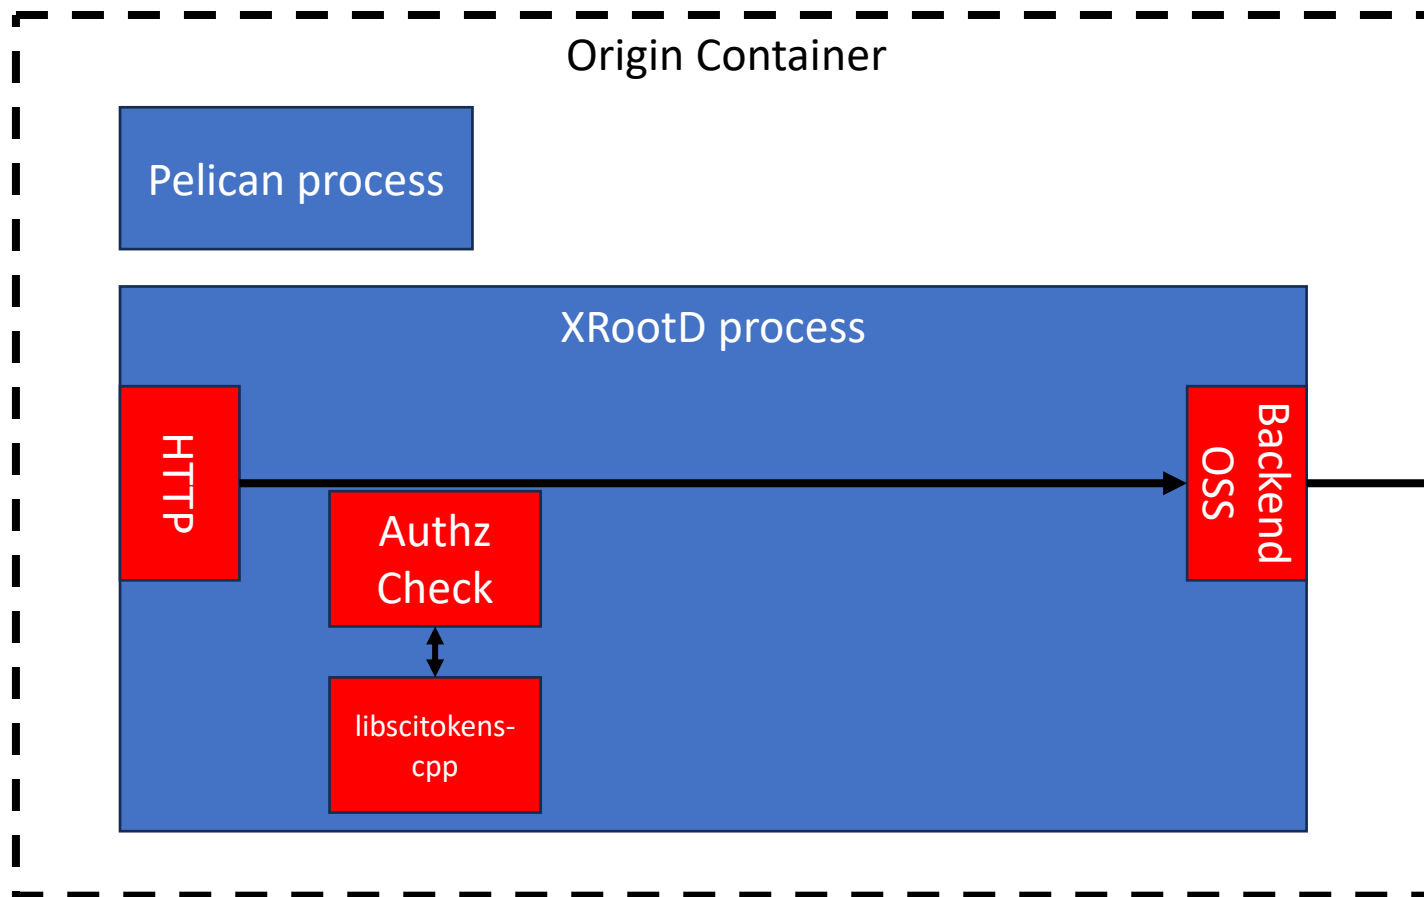 Origin Container
Pelican process
XRootD process
HTTP
Authz
Check
libscitokens-
cpp
Backend
OSS